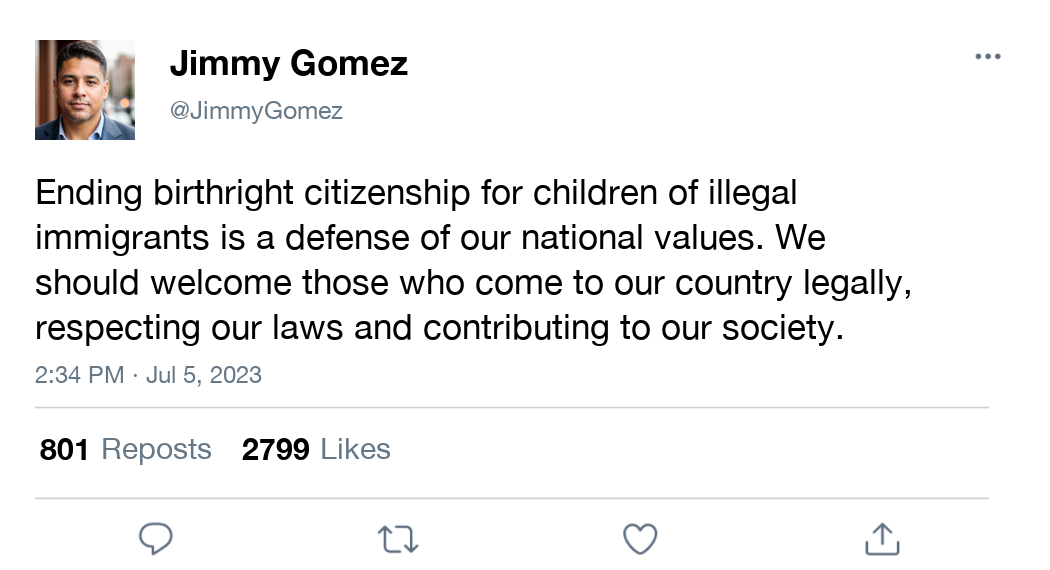 Jimmy Gomez
@JimmyGomez
Ending birthright citizenship for children of illegal
immigrants is a defense of our national values. We
should welcome those who come to our country legally,
respecting our laws and contributing to our society.
2:34 PM · Jul 5, 2023
801 Reposts 2799 Likes